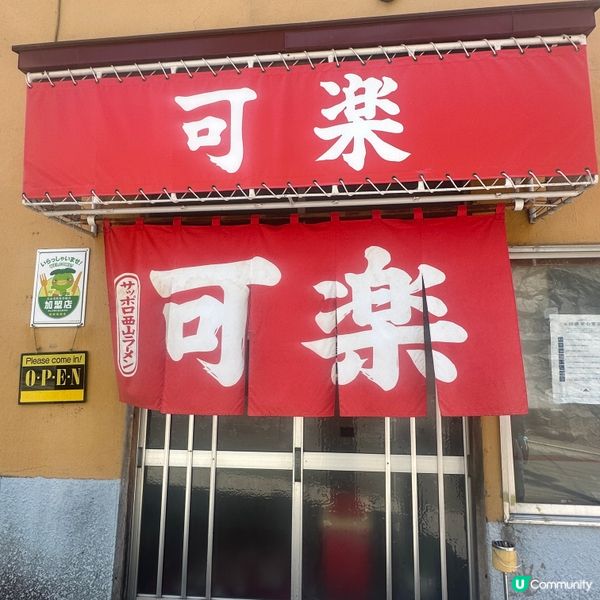 可楽
可楽
サッポロ西山ラーメン
いらっしゃいませ!
WELCOME
加盟店
Please come in!
O-P-E-N
U Community